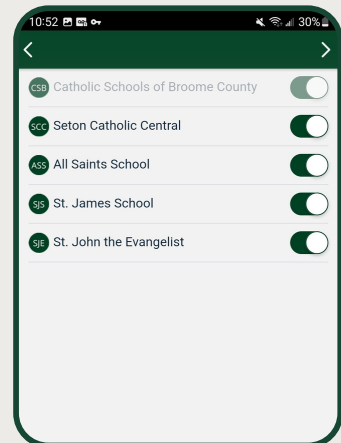 10:52 30%
CSB Catholic Schools of Broome County
SCC Seton Catholic Central
ASS All Saints School
SJS St. James School
SJE St. John the Evangelist